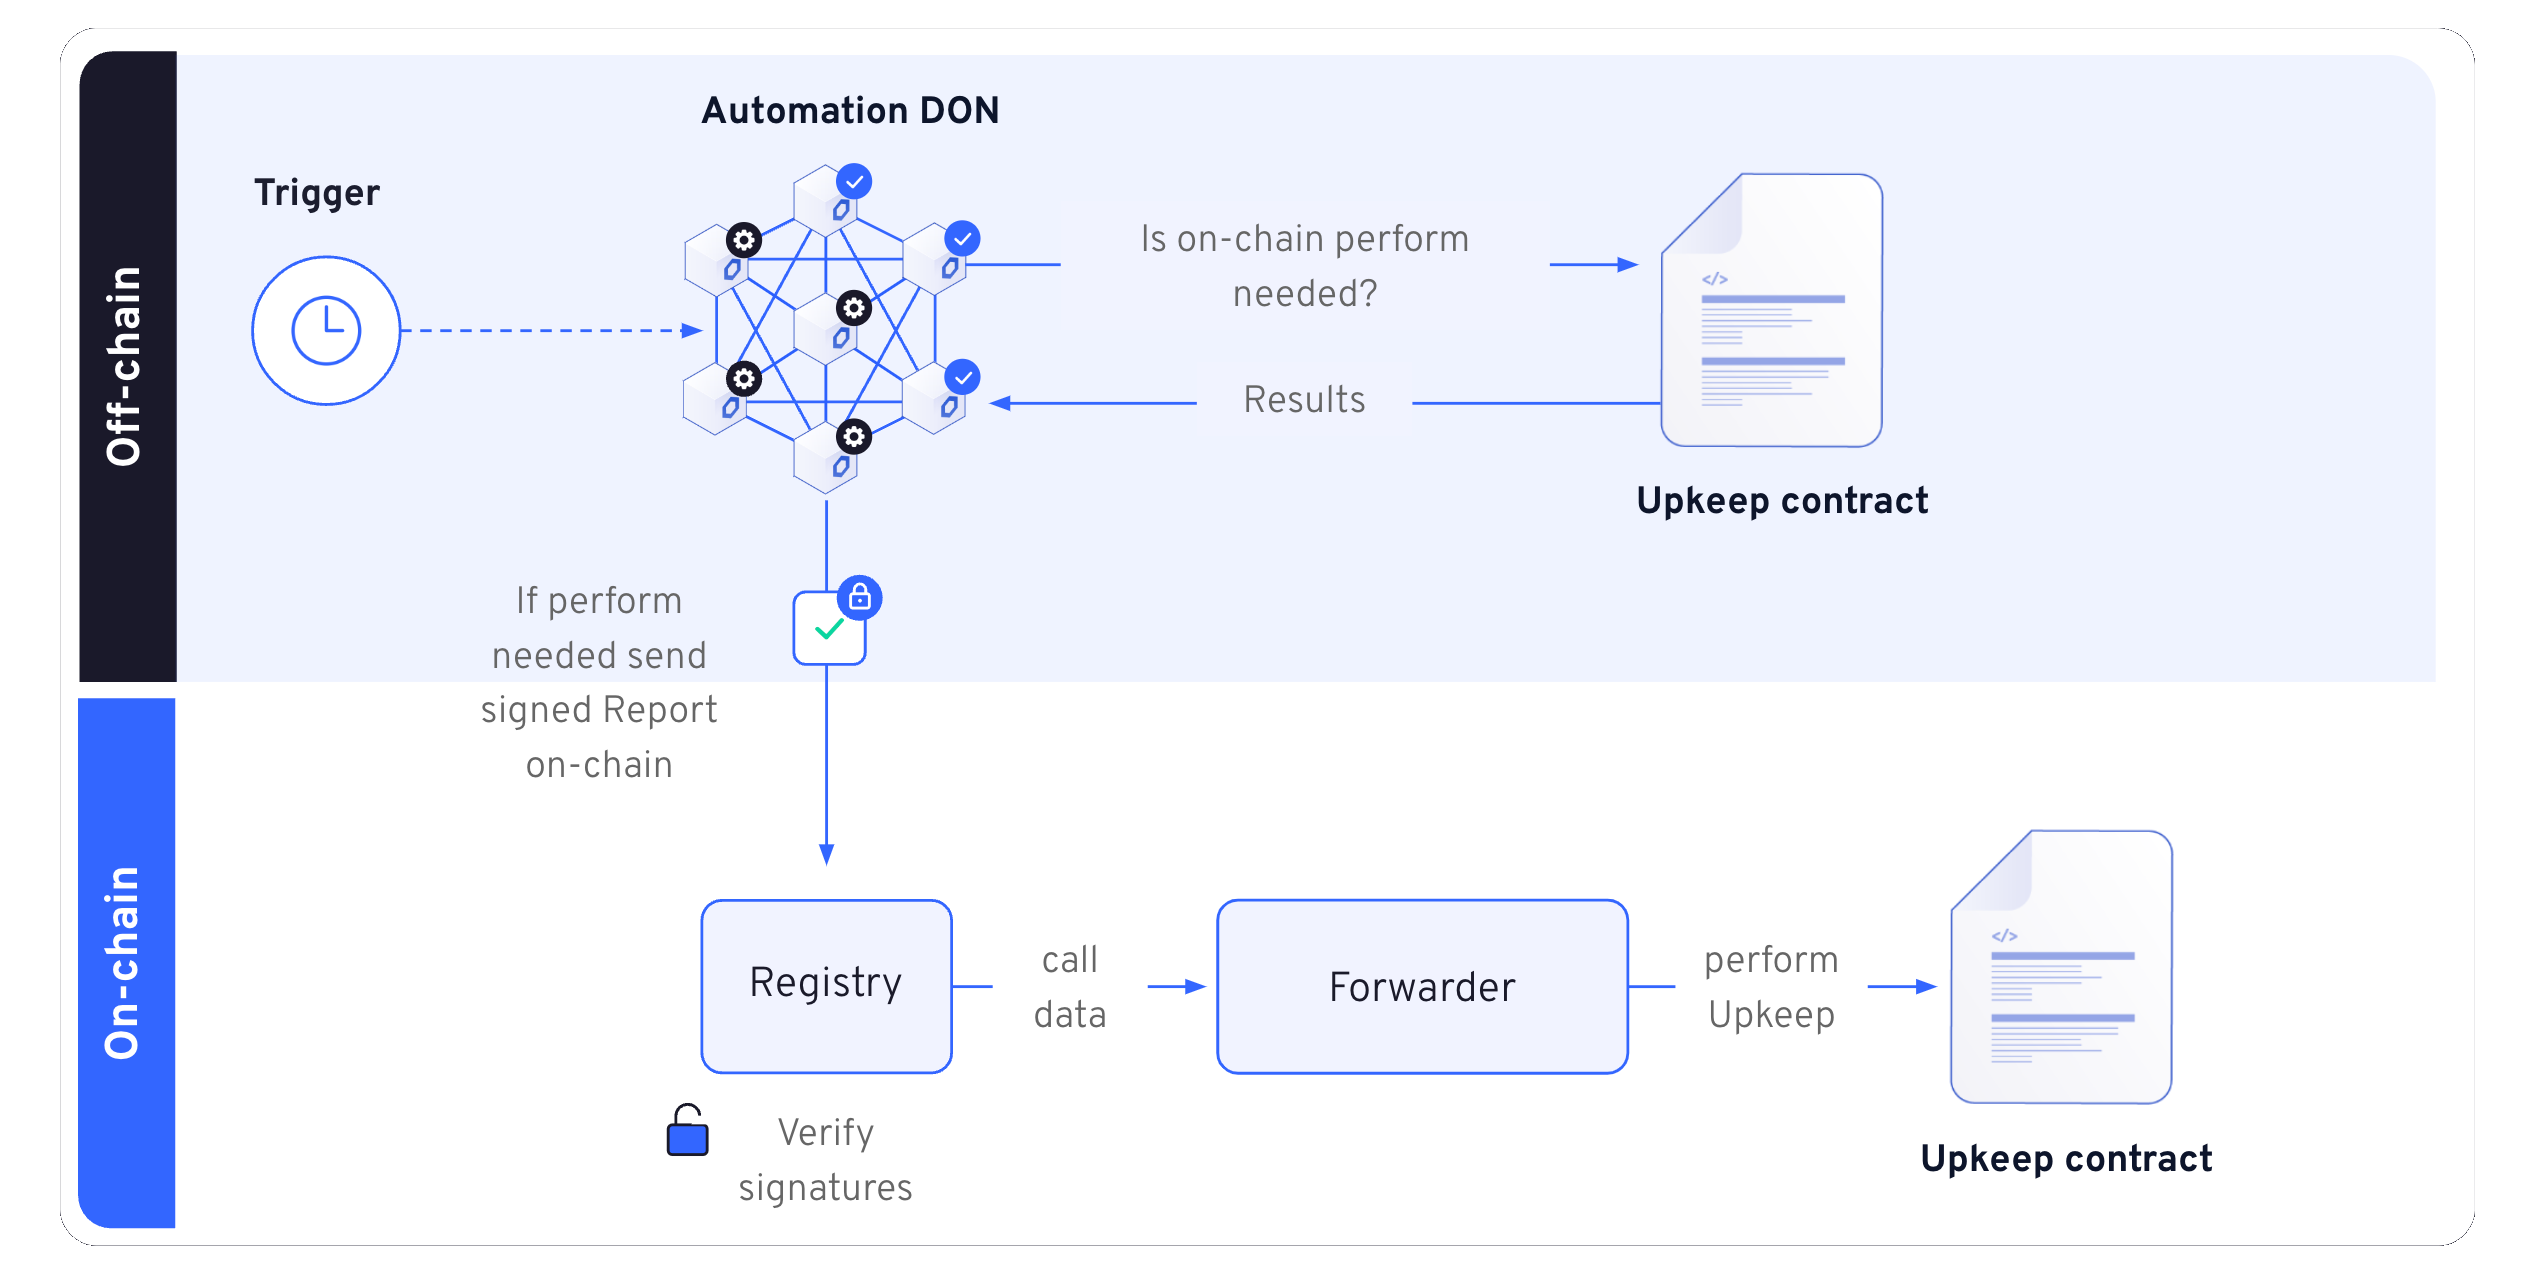 Off-chain
Automation DON
Trigger
Is on-chain perform
needed?
</>
Results
Upkeep contract
If perform
needed send
signed Report
on-chain
On-chain
Registry
call
data
Forwarder
perform
Upkeep
</>
Verify
signatures
Upkeep contract